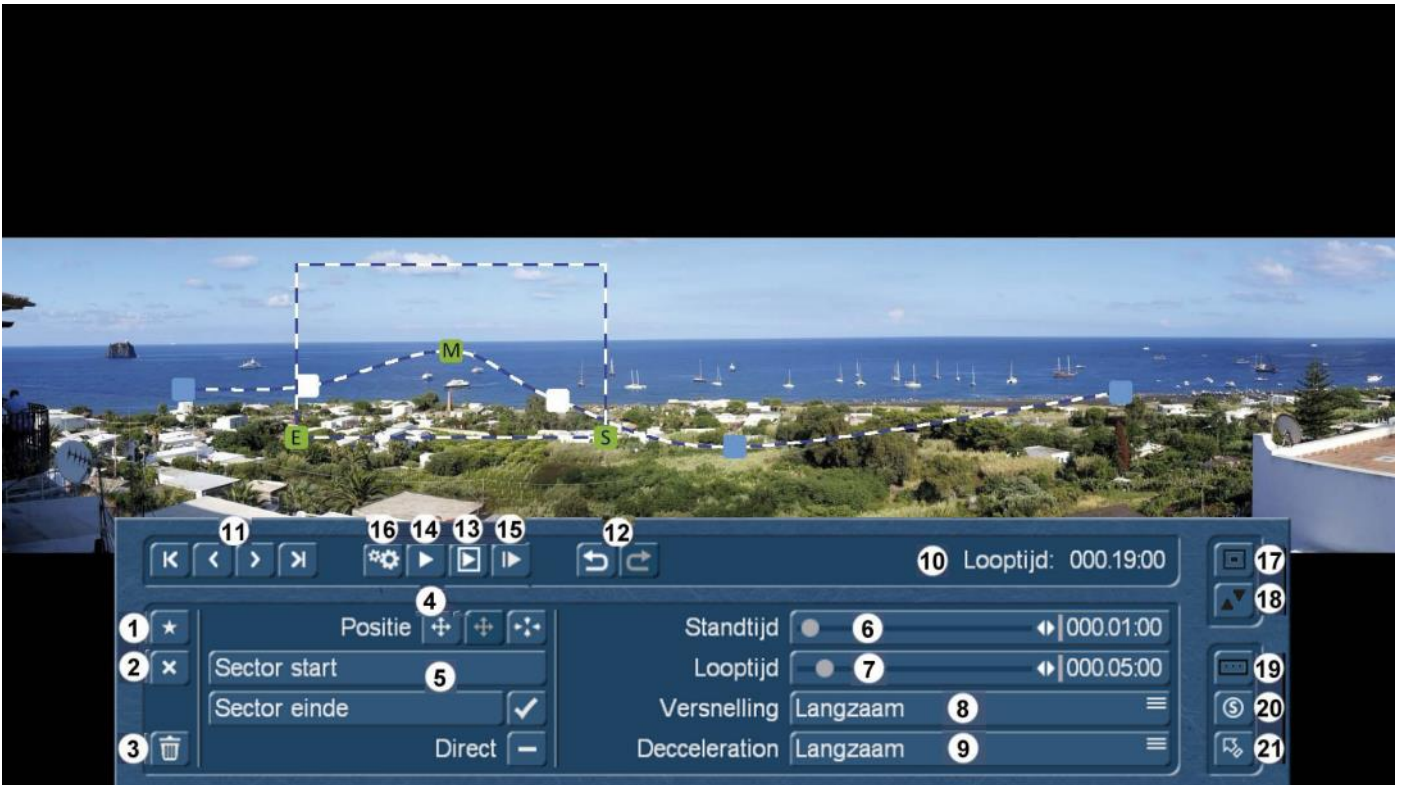 M
E
S
11
16
14
13
15
12
10 Looptijd: 000.19:00
17
18
4
1
Positie
Standtijd
6
000.01:00
2
Sector start
5
Looptijd
7
000.05:00
19
Sector einde
Versnelling
Langzaam
8
S
20
3
Direct
Decceleration
Langzaam
9
21